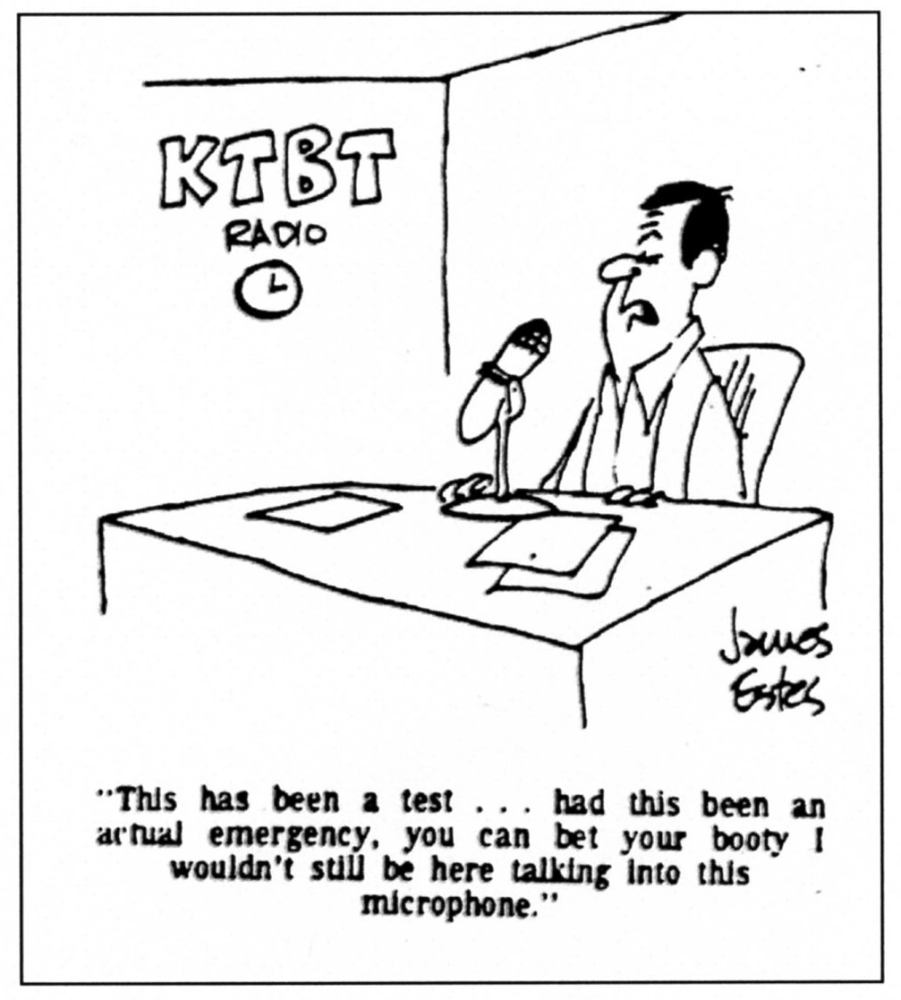 KTBT
RADIO
James
Estes
"This has been a test . . . had this been an
actual emergency, you can bet your booty I
wouldn't still be here talking into this
microphone."